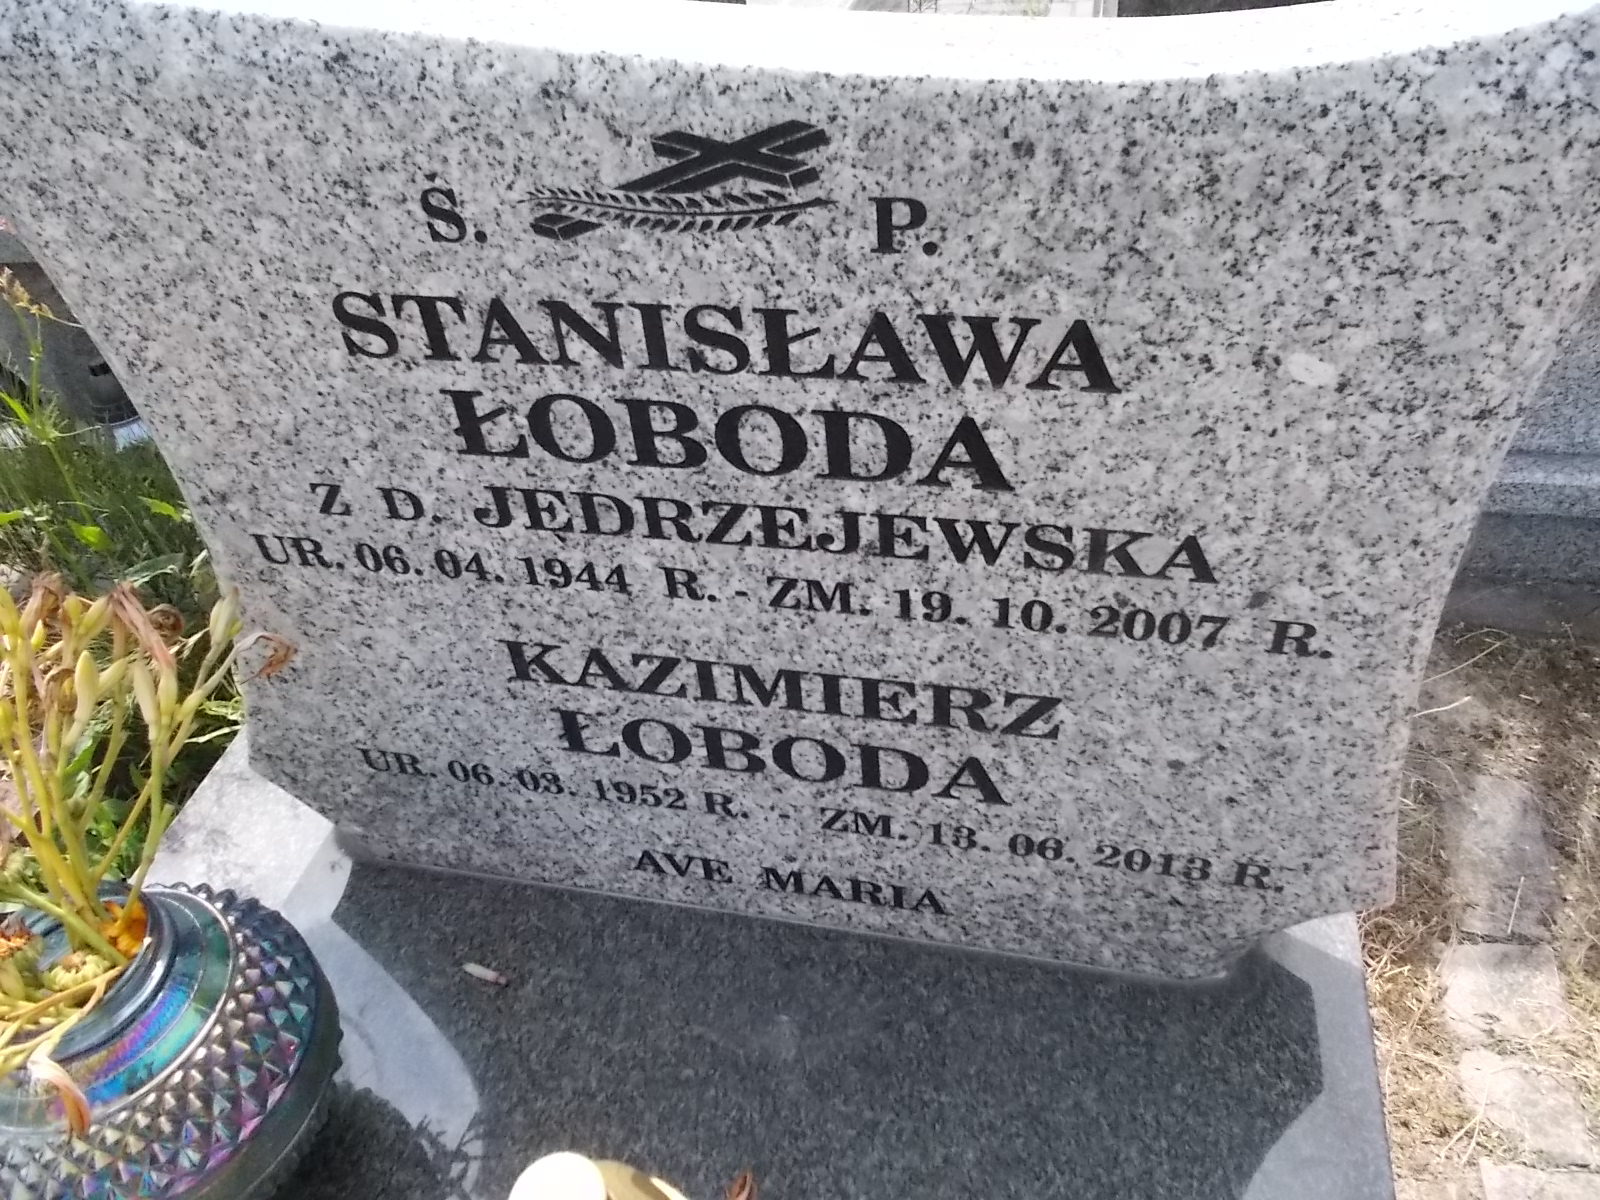 Ś. P.
STANISŁAWA
ŁOBODA
Z D. JĘDRZEJEWSKA
UR. 06. 04. 1944 R. - ZM. 19. 10. 2007 R.
KAZIMIERZ
ŁOBODA
UR. 06. 03. 1952 R. - ZM. 13. 06. 2013 R.
AVE MARIA